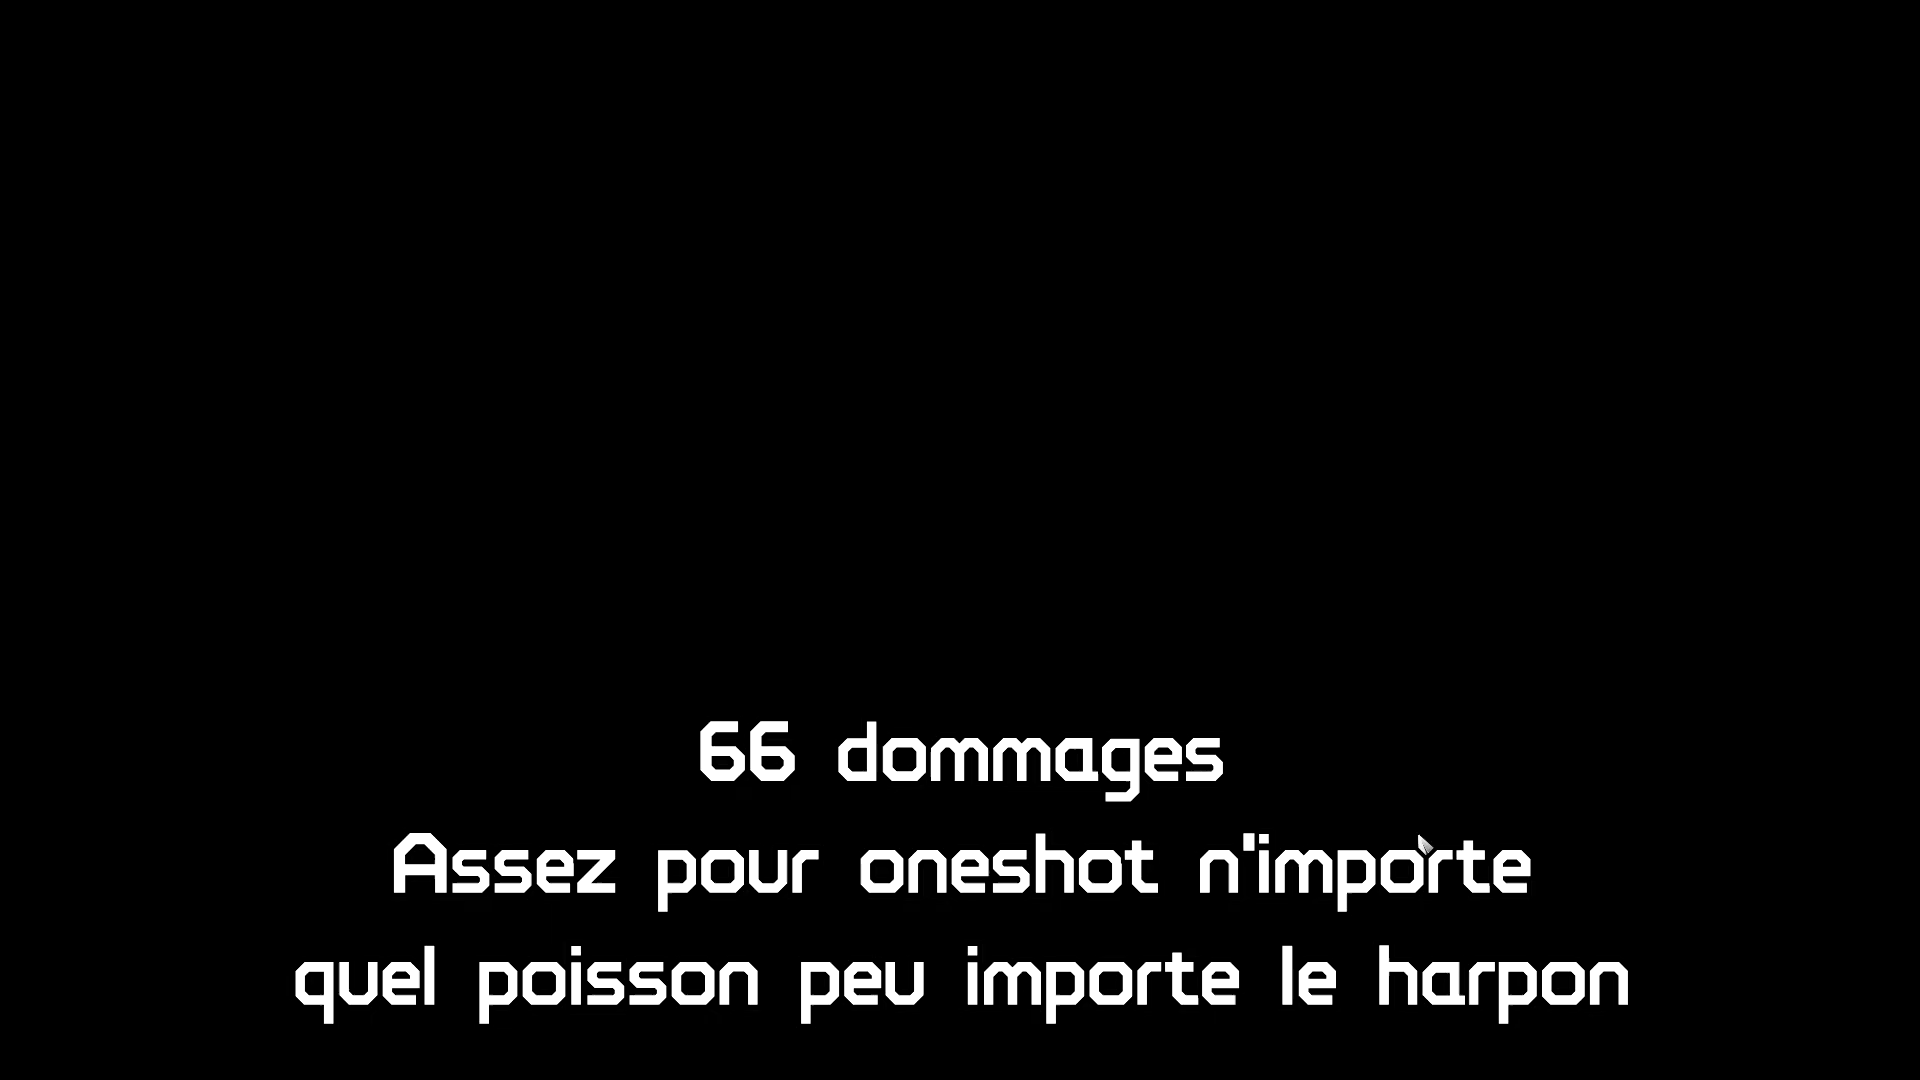 66 dommages
Assez pour oneshot n'importe
quel poisson peu importe le harpon